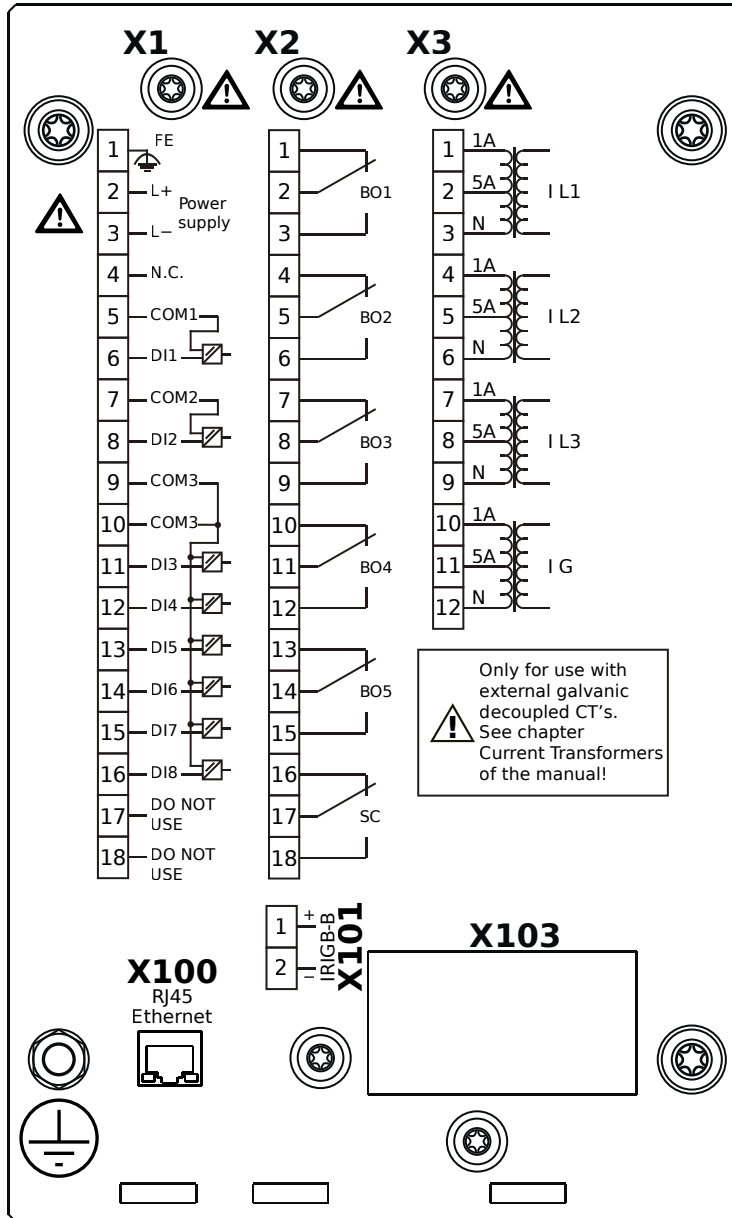 X1
1 FE
2 L+ Power
supply
3 L−
4 N.C.
5 COM1
6 DI1
7 COM2
8 DI2
9 COM3
10 COM3
11 DI3
12 DI4
13 DI5
14 DI6
15 DI7
16 DI8
17 DO NOT
USE
18 DO NOT
USE
X2
1
2 BO1
3
4
5 BO2
6
7
8 BO3
9
10
11 BO4
12
13
14 BO5
15
16
17 SC
18
X3
1 1A
2 5A I L1
3 N
4 1A
5 5A I L2
6 N
7 1A
8 5A I L3
9 N
10 1A
11 5A I G
12 N
Only for use with
external galvanic
decoupled CT's.
See chapter
Current Transformers
of the manual!
X100
RJ45
Ethernet
1 +
2 −
IRIGB-B
X101
X103